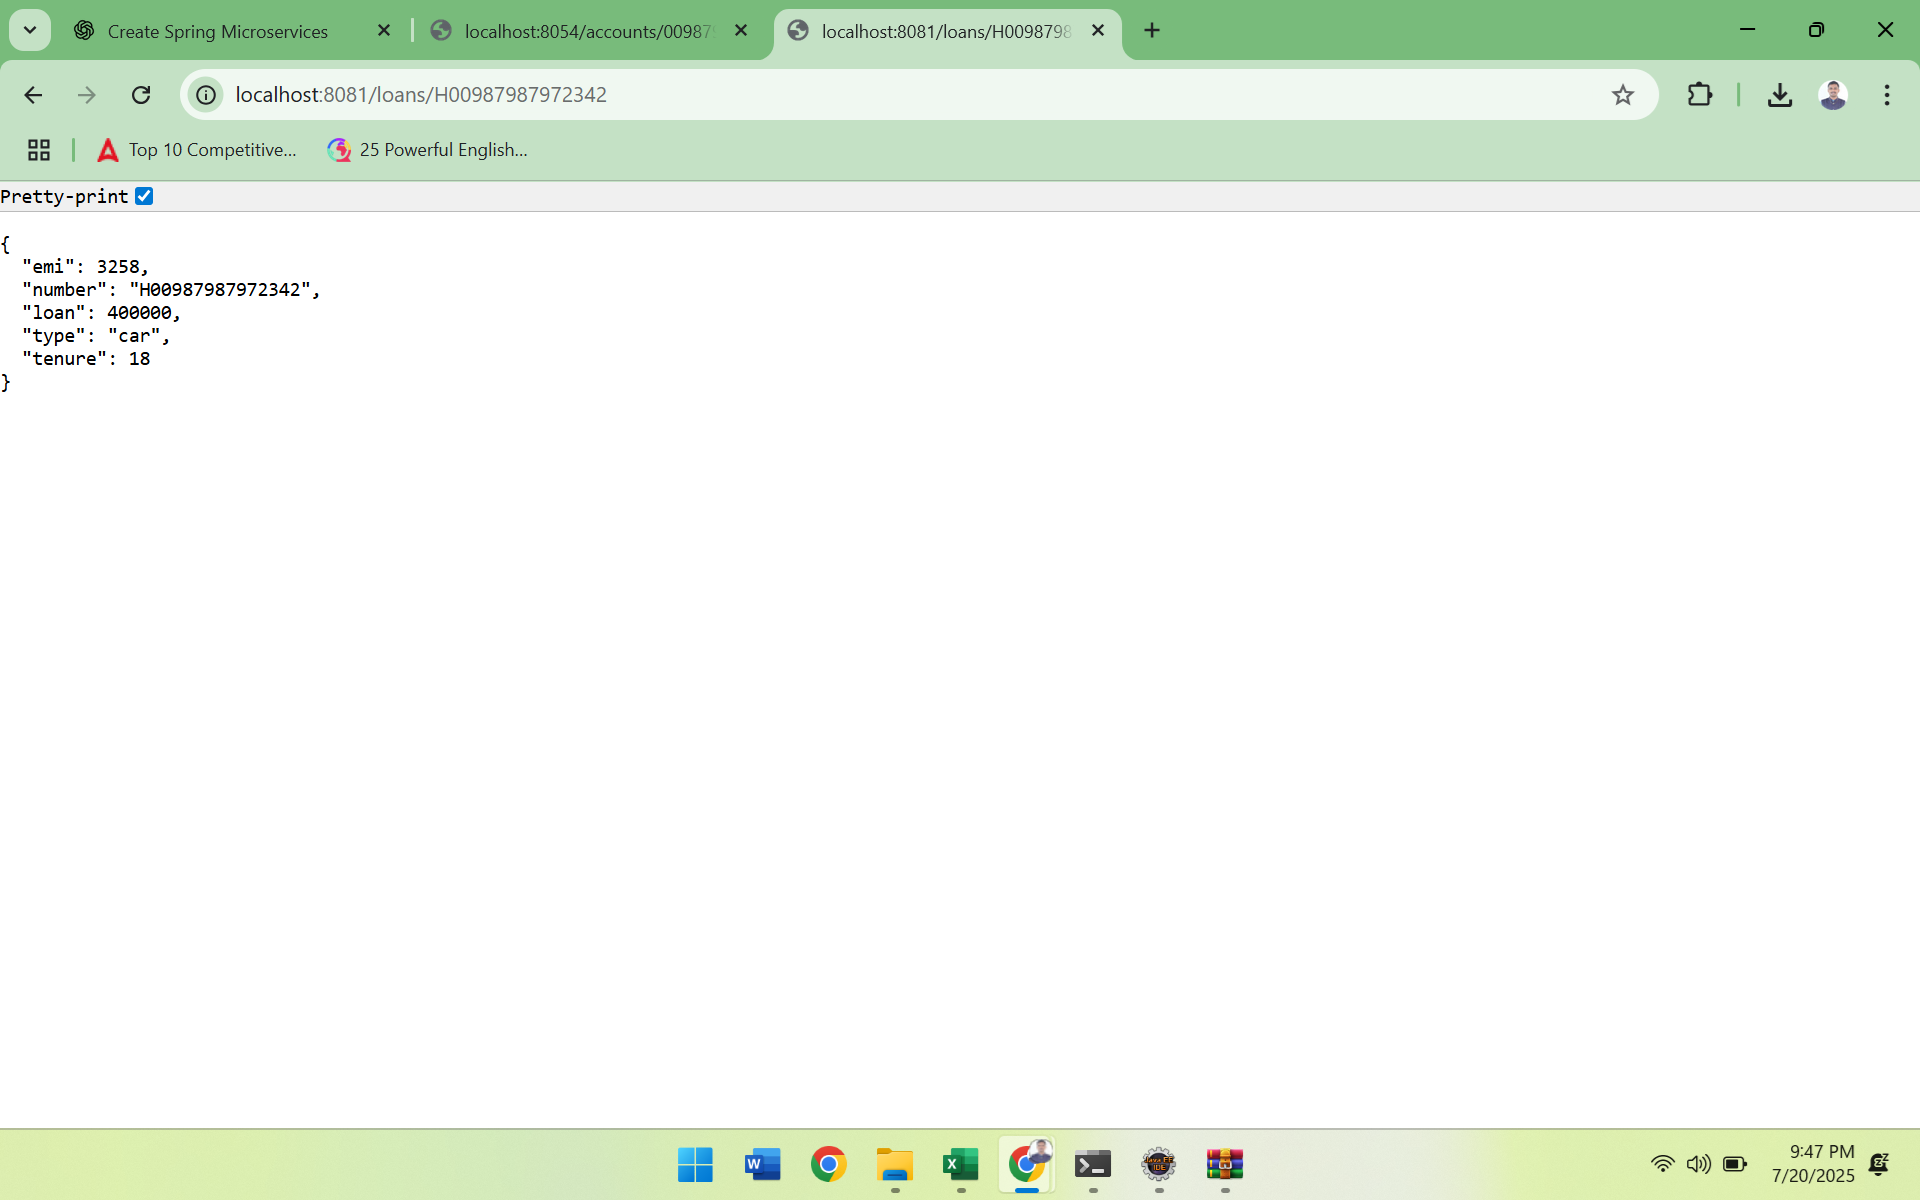 Create Spring Microservices
localhost:8054/accounts/00987
localhost:8081/loans/H0098798
localhost:8081/loans/H00987987972342
Top 10 Competitive...
25 Powerful English...
Pretty-print
{
"emi": 3258,
"number": "H00987987972342",
"loan": 400000,
"type": "car",
"tenure": 18
}
9:47 PM
7/20/2025